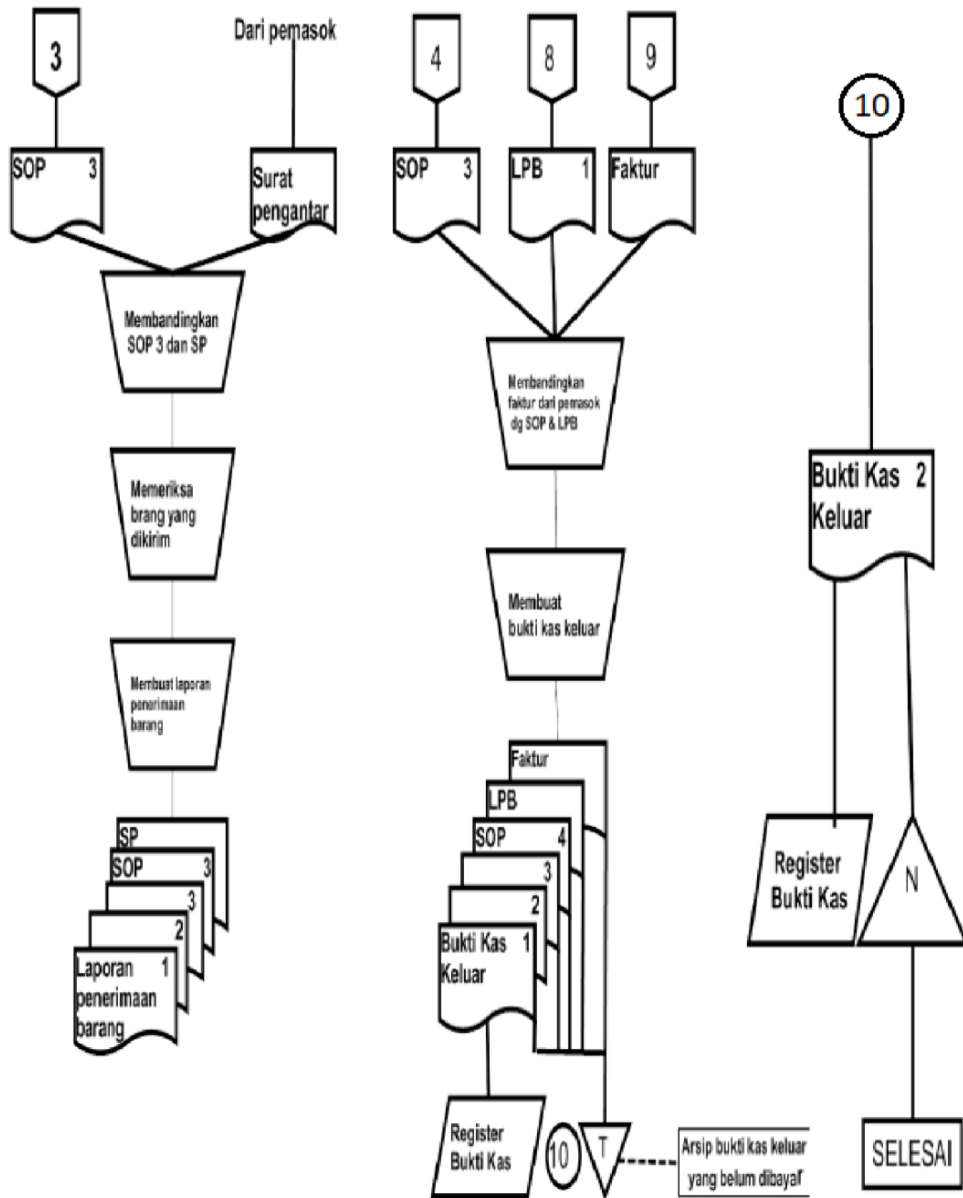 3
Dari pemasok
SOP 3
Surat
pengantar
Membandingkan
SOP 3 dan SP
Memeriksa
brang yang
dikirim
Membuat laporan
penerimaan
barang
SP
SOP 3
3
2
Laporan 1
penerimaan
barang
4
8
9
SOP 3
LPB 1
Faktur
Membandingkan
faktur dari pemasok
dg SOP & LPB
Membuat
bukti kas keluar
Faktur
LPB
SOP 4
3
2
Bukti Kas 1
Keluar
Register
Bukti Kas
10
T
Arsip bukti kas keluar
yang belum dibayar
10
Bukti Kas 2
Keluar
Register
Bukti Kas
N
SELESAI